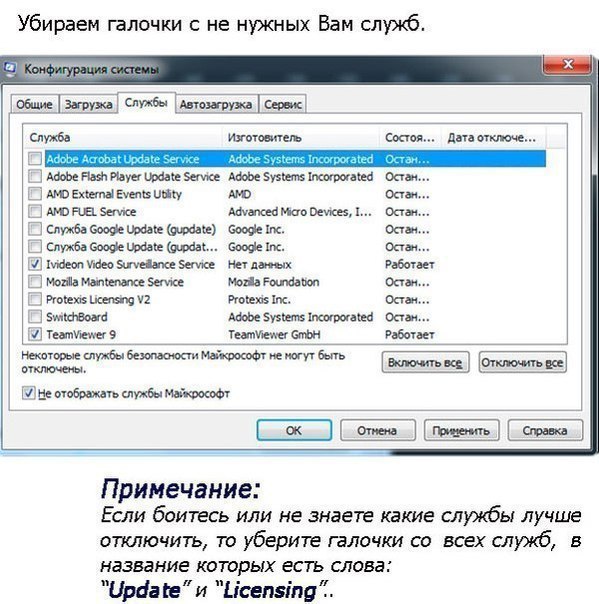 Убираем галочки с не нужных Вам служб.
Конфигурация системы
Общие Загрузка Службы Автозагрузка Сервис
Служба Изготовитель Состоя... Дата отключе...
Adobe Acrobat Update Service Adobe Systems Incorporated Остан...
Adobe Flash Player Update Service Adobe Systems Incorporated Остан...
AMD External Events Utility AMD Остан...
AMD FUEL Service Advanced Micro Devices, I... Остан...
Служба Google Update (gupdate) Google Inc. Остан...
Служба Google Update (gupdat... Google Inc. Остан...
Ivideon Video Surveillance Service Нет данных Работает
Mozilla Maintenance Service Mozilla Foundation Остан...
Protexis Licensing V2 Protexis Inc. Остан...
SwitchBoard Adobe Systems Incorporated Остан...
TeamViewer 9 TeamViewer GmbH Работает
Некоторые службы безопасности Майкрософт не могут быть
отключены.
Включить все Отключить все
Не отображать службы Майкрософт
ОК Отмена Применить Справка
Примечание:
Если боитесь или не знаете какие службы лучше
отключить, то уберите галочки со всех служб, в
название которых есть слова:
“Update” и “Licensing”..